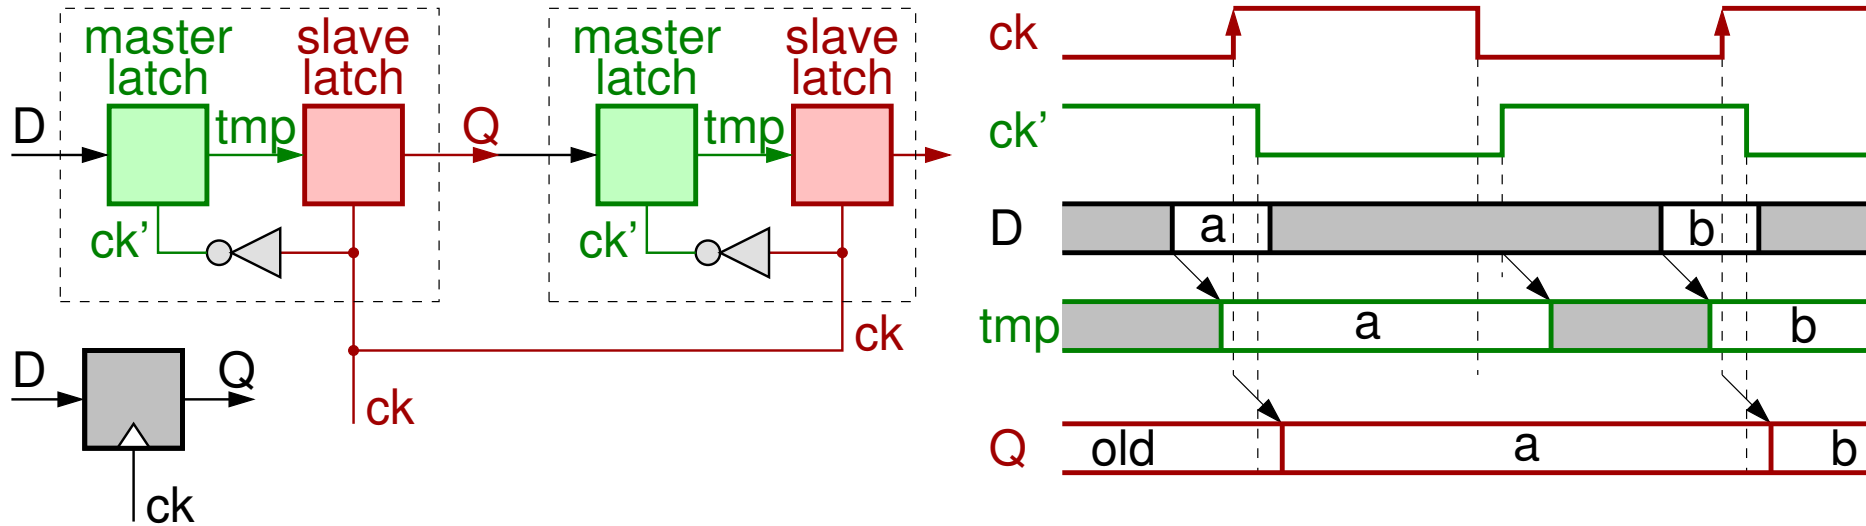 master
latch
slave
latch
master
latch
slave
latch
D
tmp
Q
tmp
ck'
ck'
ck
ck
D
Q
ck
ck
ck'
D
a
b
tmp
a
b
Q
old
a
b